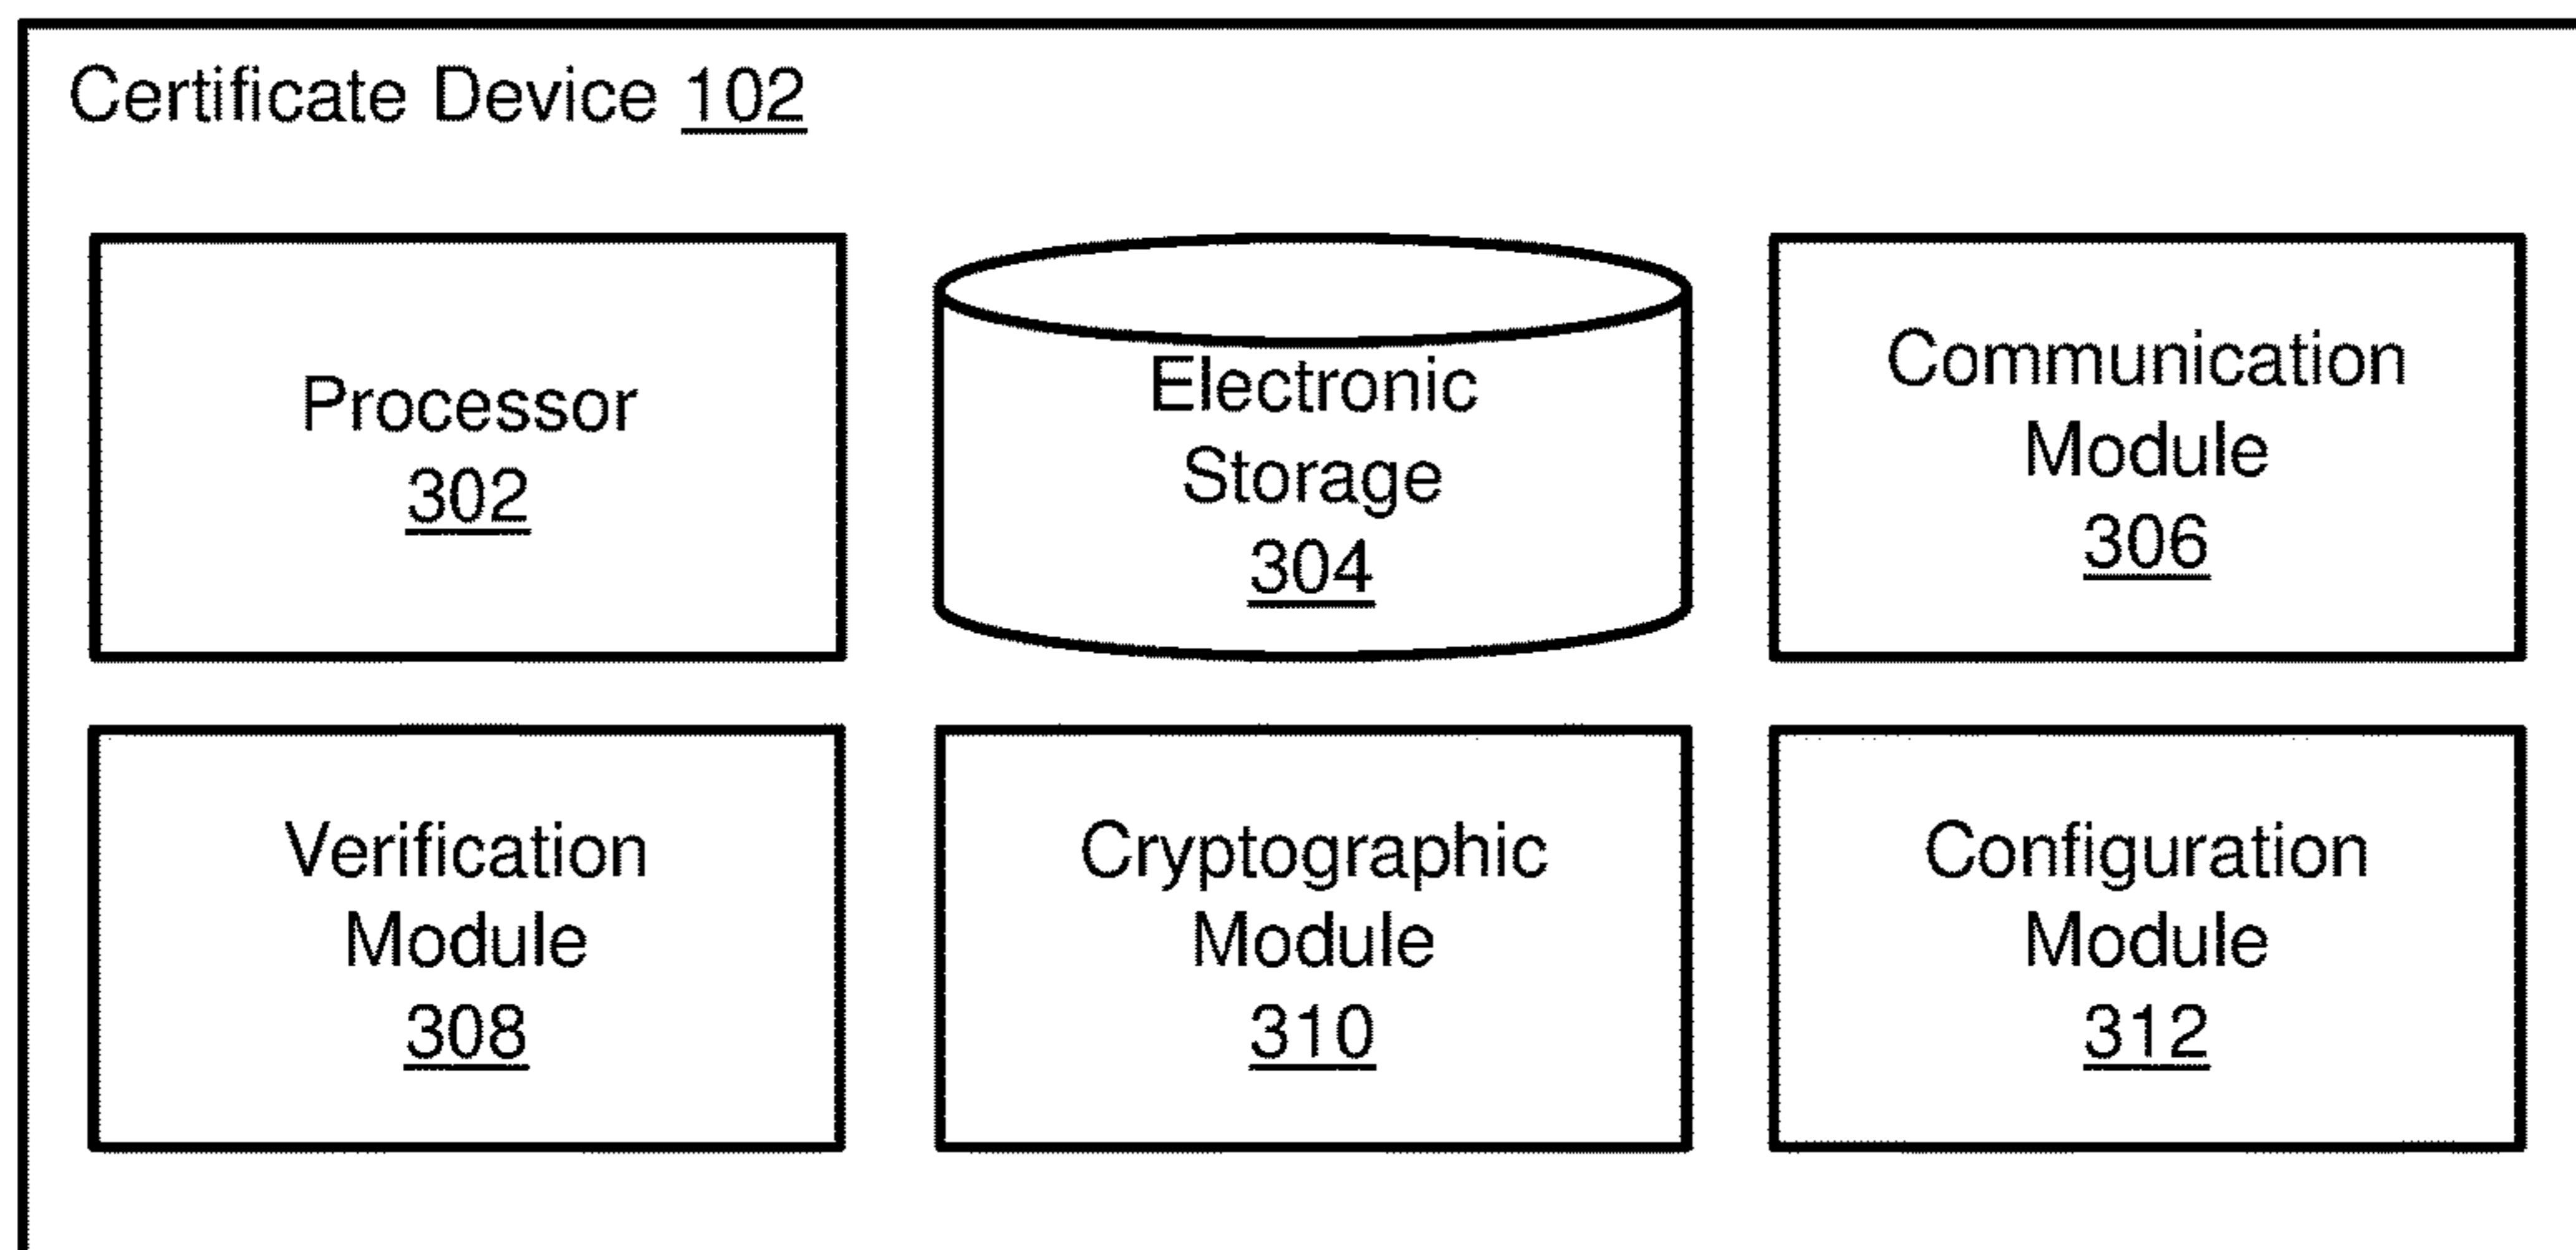 Certificate Device 102
Processor
302
Electronic
Storage
304
Communication
Module
306
Verification
Module
308
Cryptographic
Module
310
Configuration
Module
312